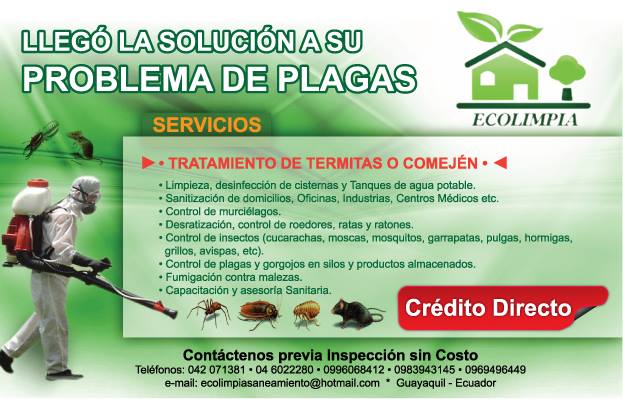 LLEGÓ LA SOLUCIÓN A SU
PROBLEMA DE PLAGAS
ECOLIMPIA
SERVICIOS
• TRATAMIENTO DE TERMITAS O COMEJÉN •
• Limpieza, desinfección de cisternas y Tanques de agua potable.
• Sanitización de domicilios, Oficinas, Industrias, Centros Médicos etc.
• Control de murciélagos.
• Desratización, control de roedores, ratas y ratones.
• Control de insectos (cucarachas, moscas, mosquitos, garrapatas, pulgas, hormigas,
grillos, avispas, etc).
• Control de plagas y gorgojos en silos y productos almacenados.
• Fumigación contra malezas.
• Capacitación y asesoría Sanitaria.
Crédito Directo
Contáctenos previa Inspección sin Costo
Teléfonos: 042 071381 • 04 6022280 • 0996068412 • 0983943145 • 0969496449
e-mail: ecolimpiasaneamiento@hotmail.com * Guayaquil - Ecuador